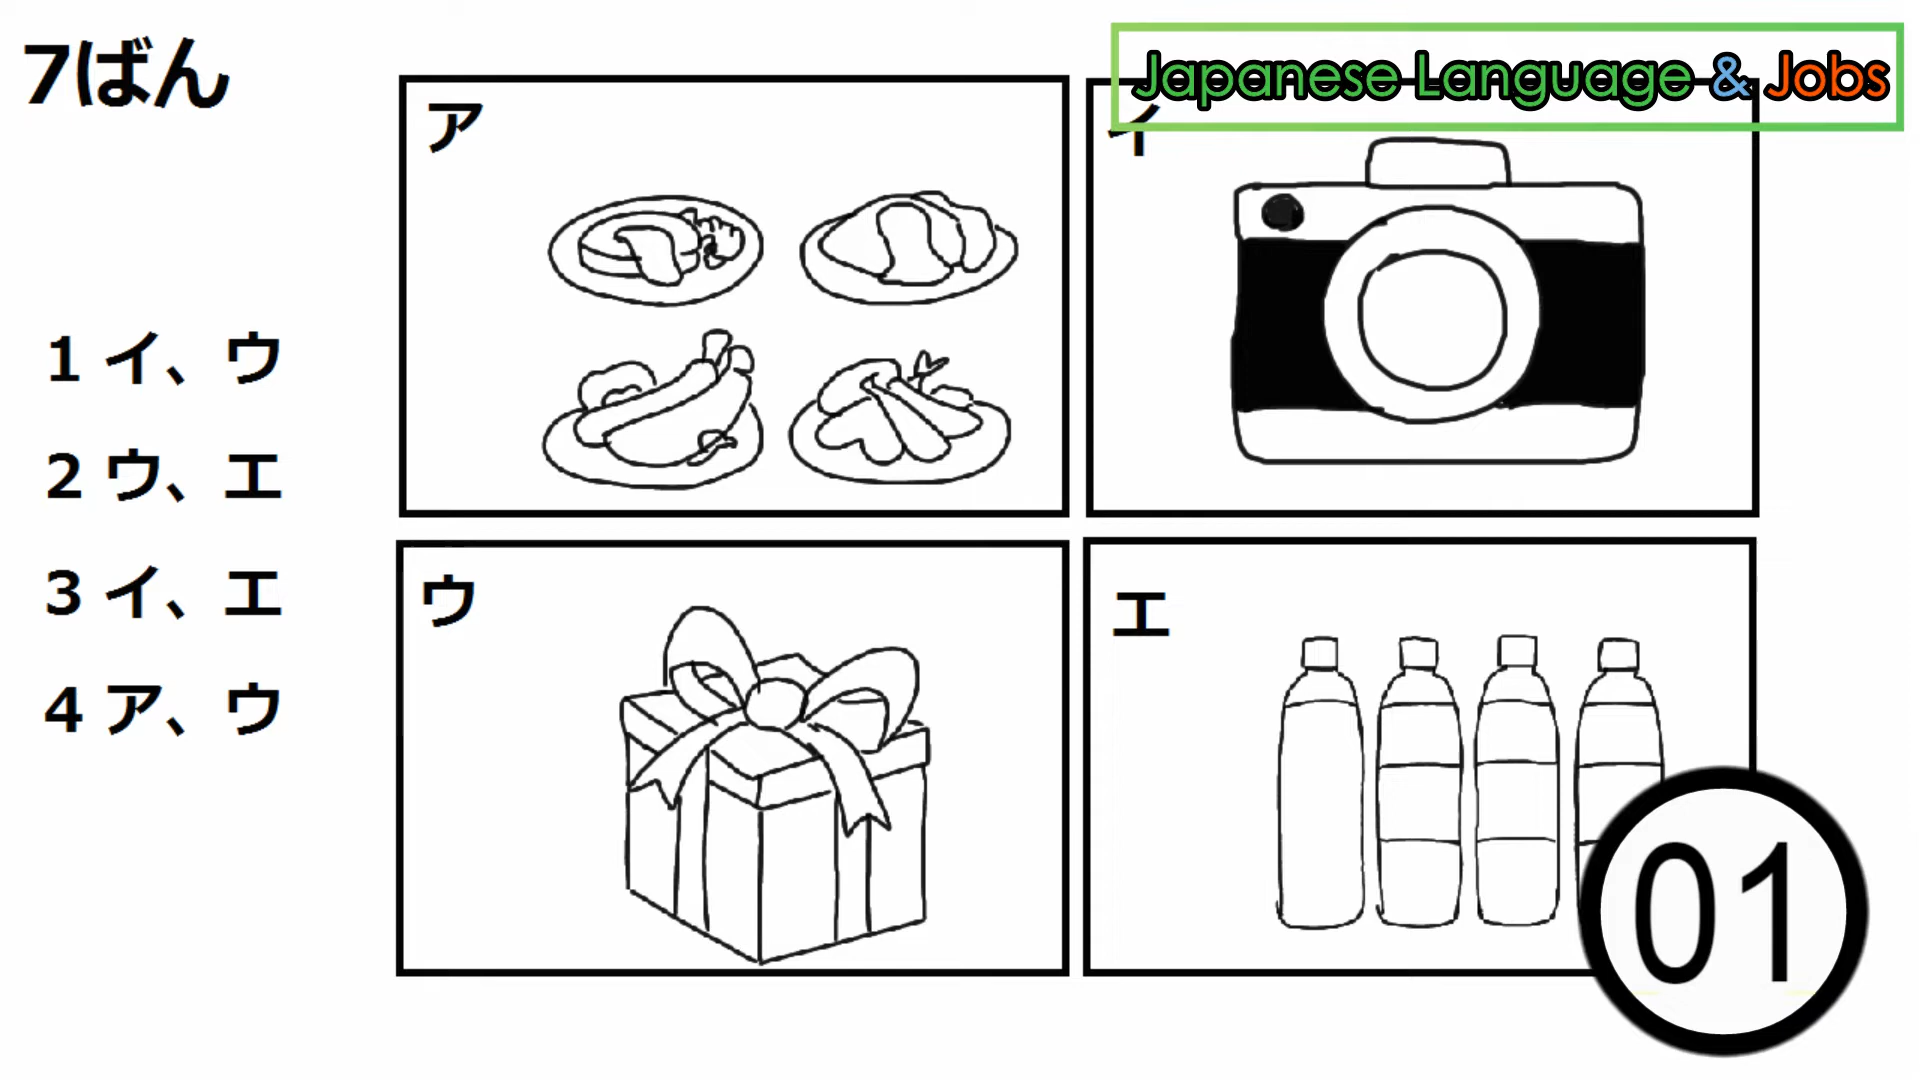 7ばん
Japanese Language & Jobs
ア
イ
1 イ、ウ
2 ウ、エ
3 イ、エ
4 ア、ウ
ウ
エ
01